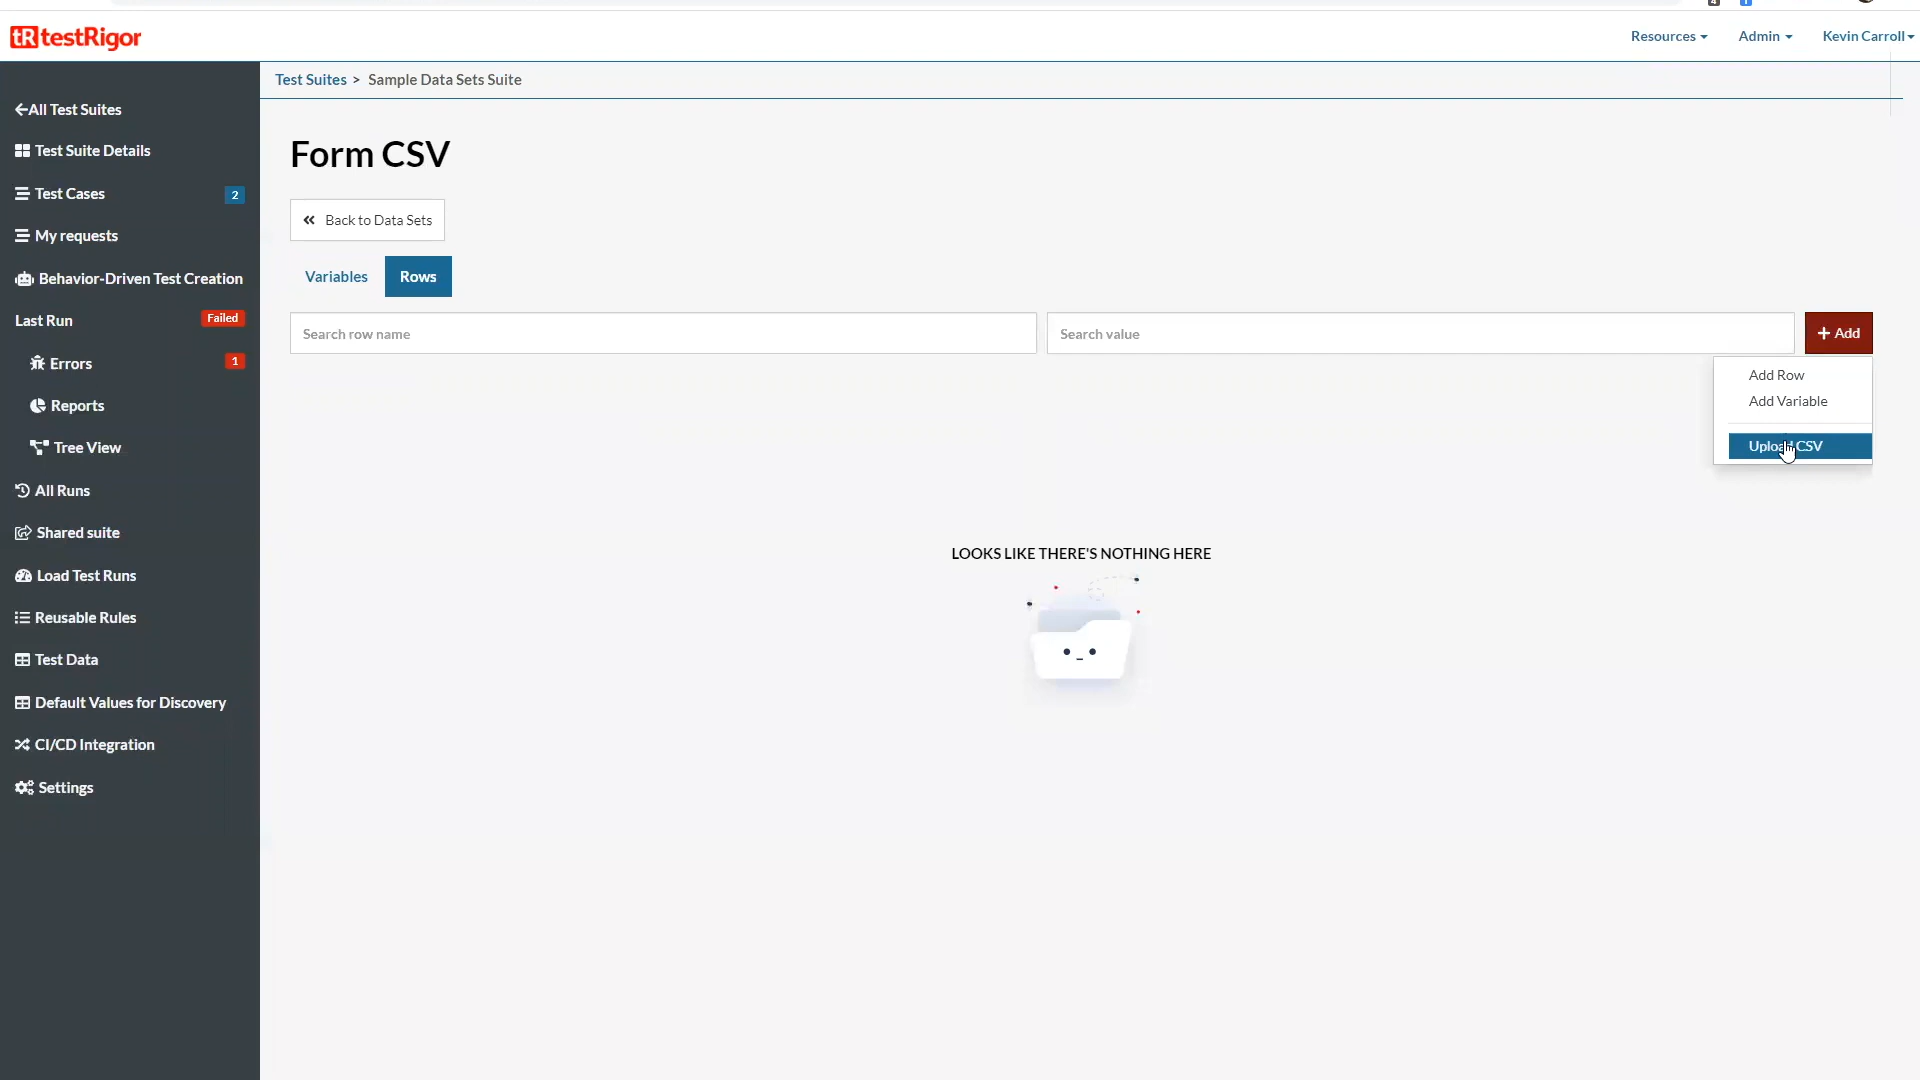 tR testRigor
Resources
Admin
Kevin Carroll
Test Suites > Sample Data Sets Suite
All Test Suites
Test Suite Details
Test Cases 2
My requests
Behavior-Driven Test Creation
Last Run Failed
Errors 1
Reports
Tree View
All Runs
Shared suite
Load Test Runs
Reusable Rules
Test Data
Default Values for Discovery
CI/CD Integration
Settings
Form CSV
« Back to Data Sets
Variables
Rows
Search row name
Search value
+ Add
Add Row
Add Variable
Upload CSV
LOOKS LIKE THERE'S NOTHING HERE